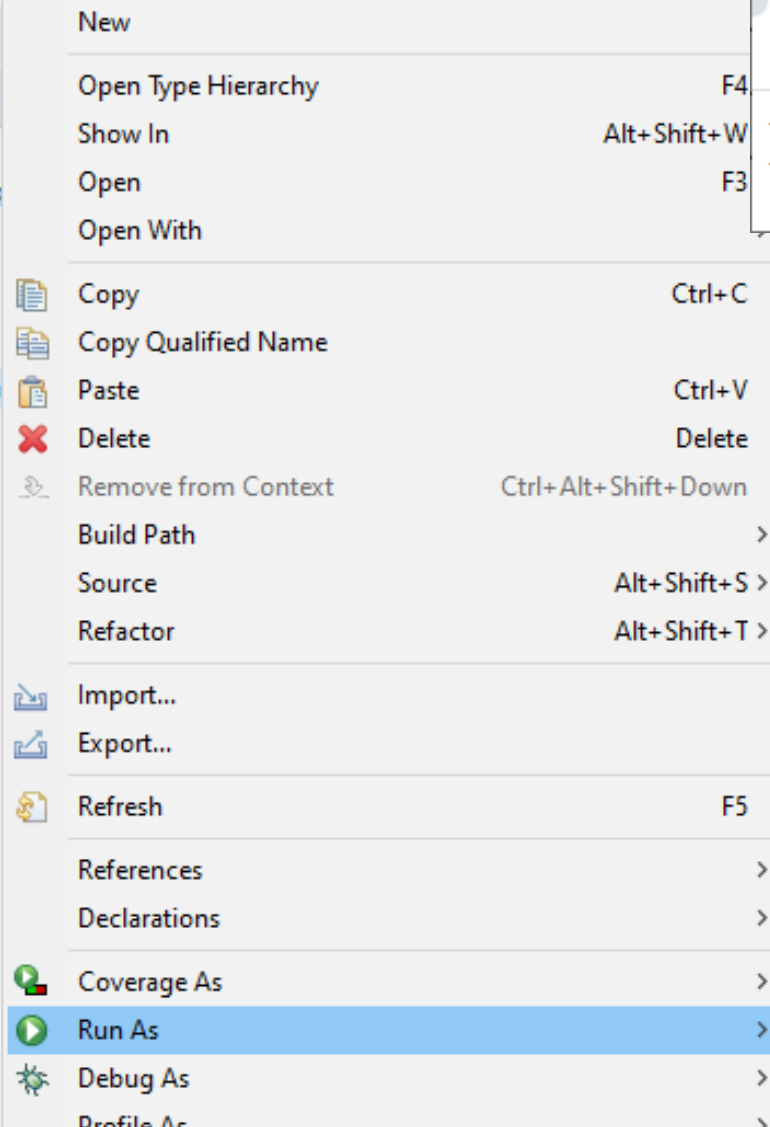 New
Open Type Hierarchy F4
Show In Alt+Shift+W
Open F3
Open With
Copy Ctrl+C
Copy Qualified Name
Paste Ctrl+V
Delete Delete
Remove from Context Ctrl+Alt+Shift+Down
Build Path
Source Alt+Shift+S
Refactor Alt+Shift+T
Import...
Export...
Refresh F5
References
Declarations
Coverage As
Run As
Debug As
Profile As